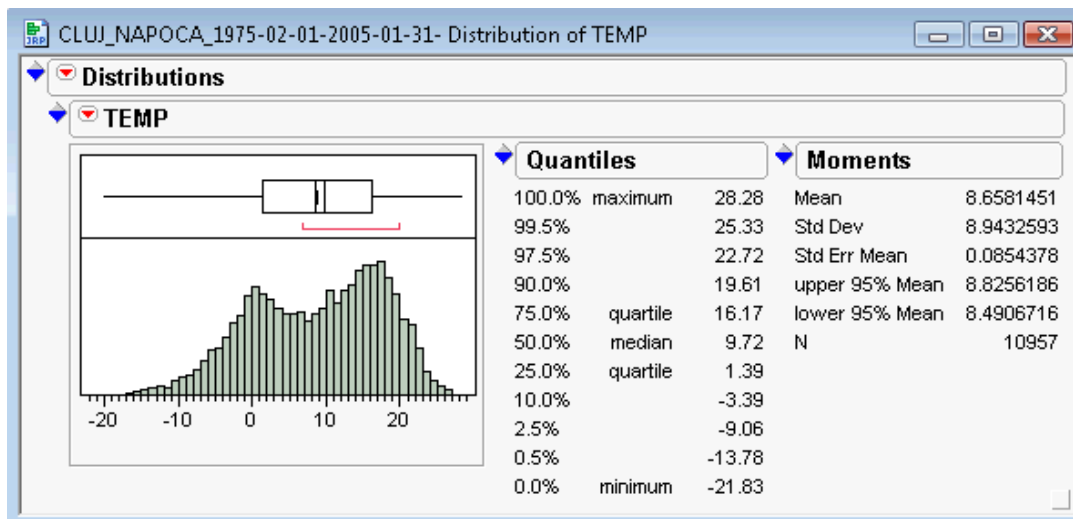 CLUJ_NAPOCA_1975-02-01-2005-01-31- Distribution of TEMP
Distributions
TEMP
-20 -10 0 10 20
Quantiles
100.0% maximum 28.28
99.5% 25.33
97.5% 22.72
90.0% 19.61
75.0% quartile 16.17
50.0% median 9.72
25.0% quartile 1.39
10.0% -3.39
2.5% -9.06
0.5% -13.78
0.0% minimum -21.83
Moments
Mean 8.6581451
Std Dev 8.9432593
Std Err Mean 0.0854378
upper 95% Mean 8.8256186
lower 95% Mean 8.4906716
N 10957